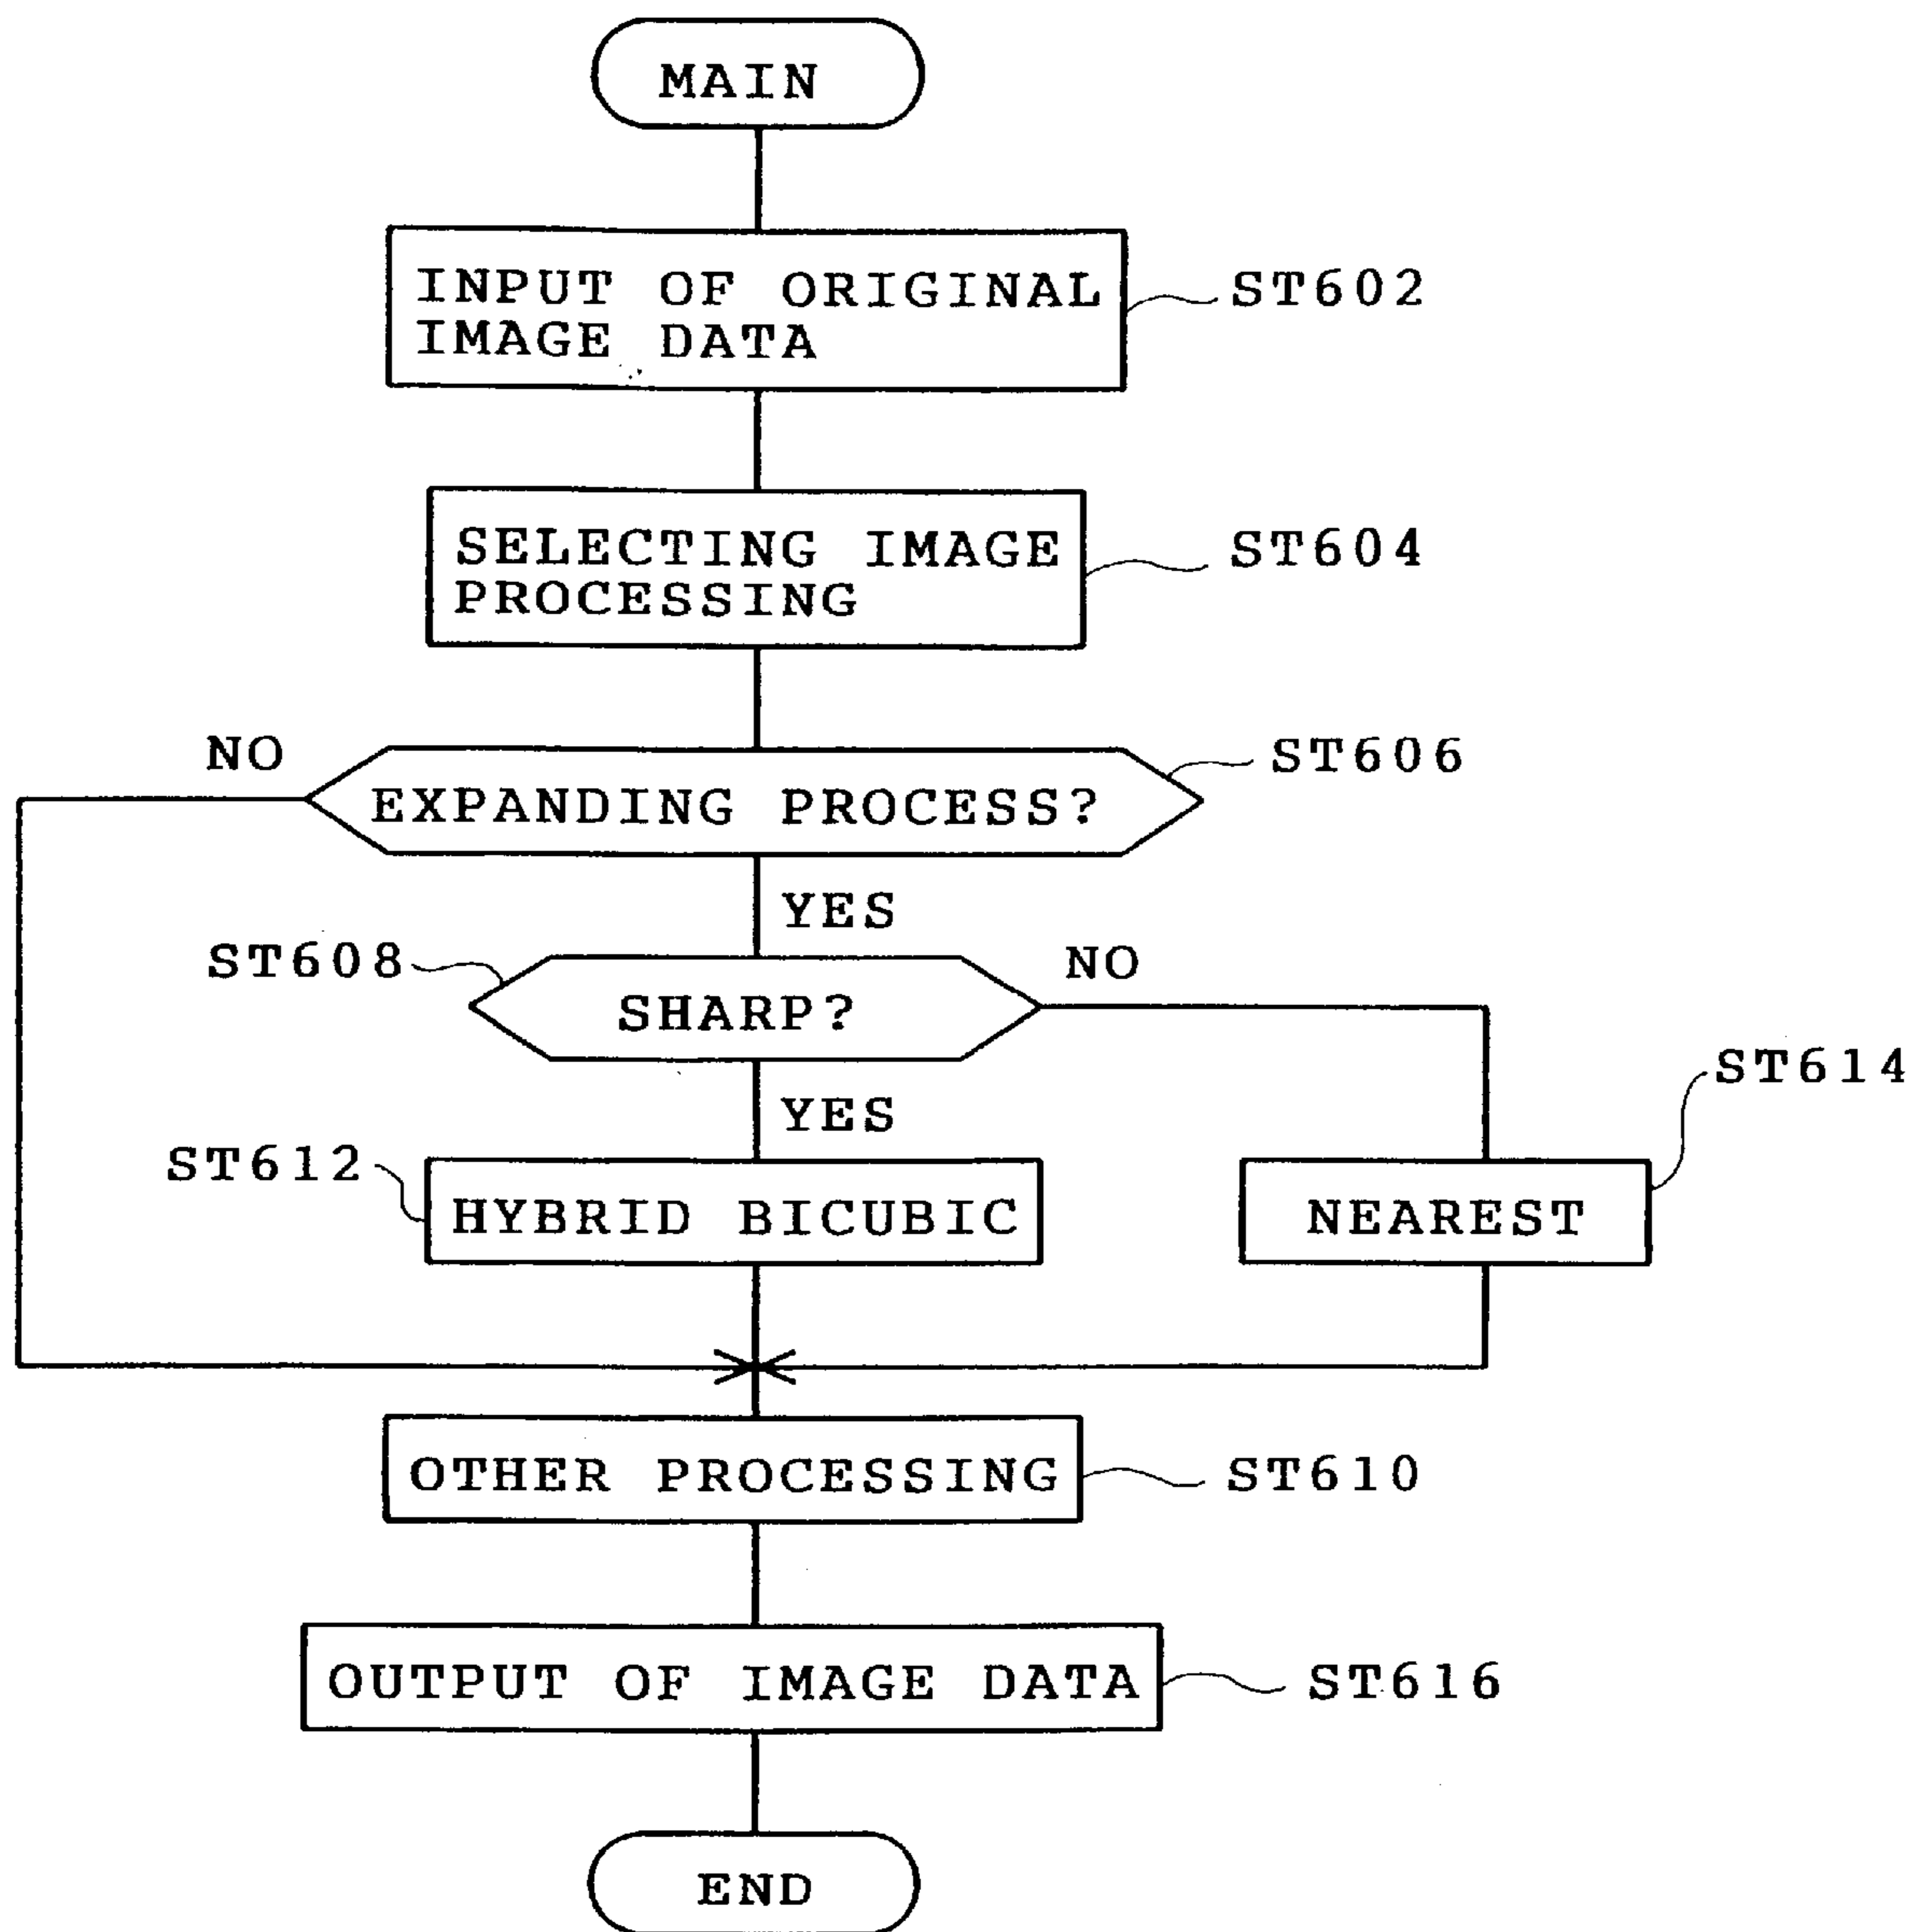 MAIN
INPUT OF ORIGINAL
IMAGE DATA
ST602
SELECTING IMAGE
PROCESSING
ST604
NO
EXPANDING PROCESS?
ST606
YES
ST608
SHARP?
NO
YES
ST612
HYBRID BICUBIC
NEAREST
ST614
OTHER PROCESSING
ST610
OUTPUT OF IMAGE DATA
ST616
END